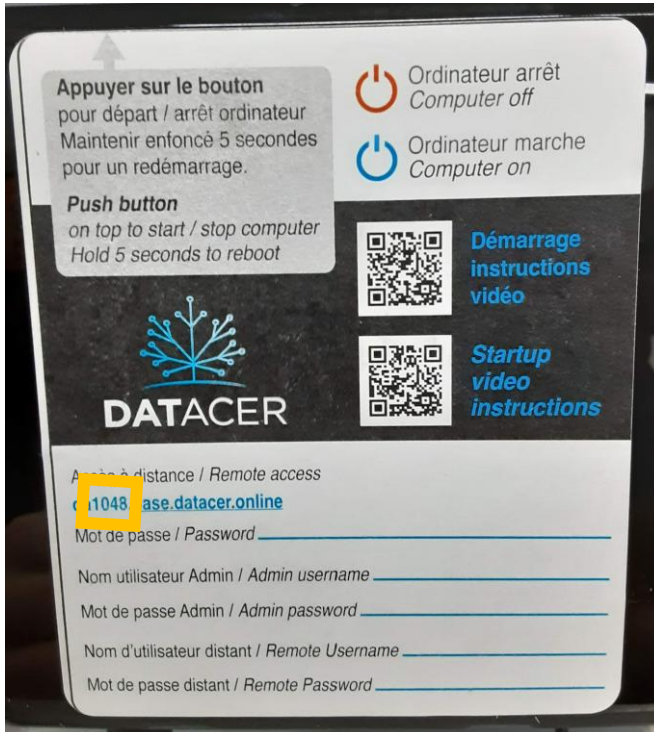 Appuyer sur le bouton
pour départ / arrêt ordinateur
Maintenir enfoncé 5 secondes
pour un redémarrage.
Push button
on top to start / stop computer
Hold 5 seconds to reboot
Ordinateur arrêt
Computer off
Ordinateur marche
Computer on
Démarrage
instructions
vidéo
Startup
video
instructions
DATACER
à distance / Remote access
1048. ase.datacer.online
Mot de passe / Password
Nom utilisateur Admin / Admin username
Mot de passe Admin / Admin password
Nom d'utilisateur distant / Remote Username
Mot de passe distant / Remote Password